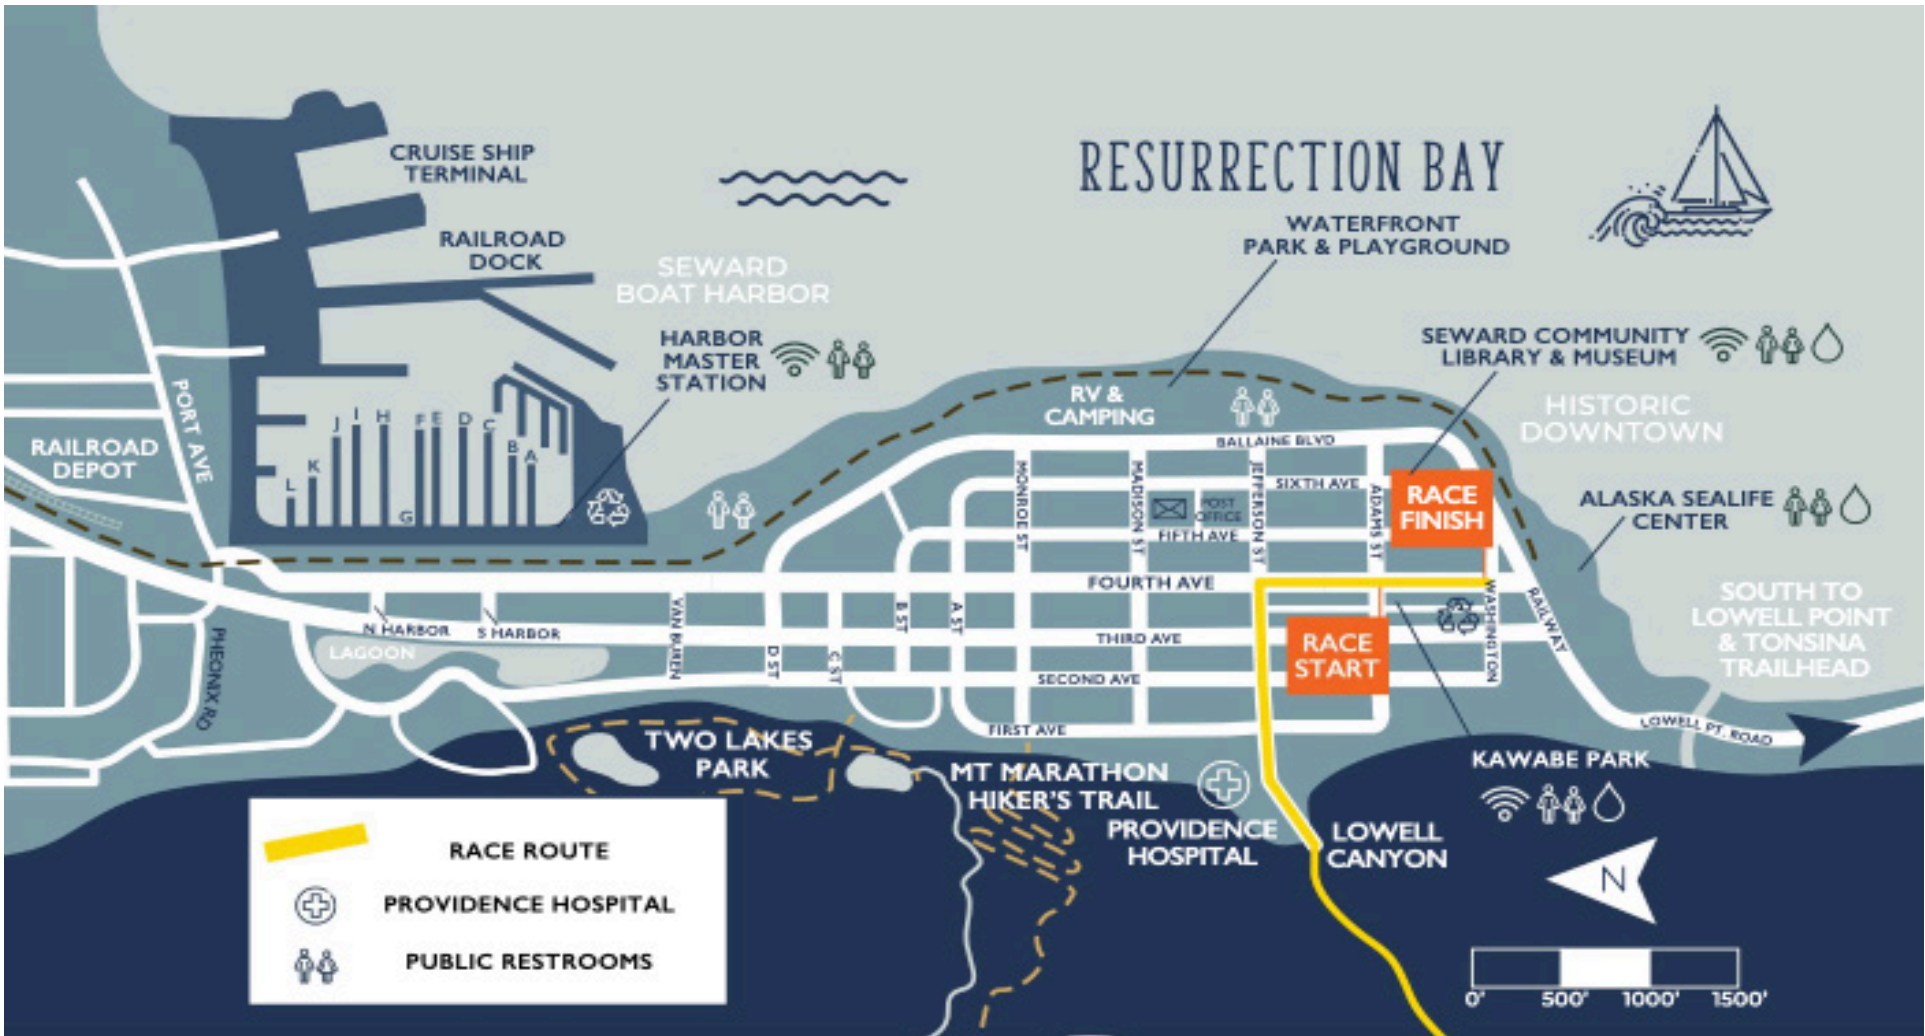 CRUISE SHIP
TERMINAL
RAILROAD
DOCK
SEWARD
BOAT HARBOR
HARBOR
MASTER
STATION
RESURRECTION BAY
WATERFRONT
PARK & PLAYGROUND
SEWARD COMMUNITY
LIBRARY & MUSEUM
HISTORIC
DOWNTOWN
ALASKA SEALIFE
CENTER
SOUTH TO
LOWELL POINT
& TONSINA
TRAILHEAD
RAILROAD
DEPOT
PORT AVE
L
K
J
I
H
G
F
E
D
C
B
A
RV &
CAMPING
BALLAINE BLVD
SIXTH AVE
POST
OFFICE
FIFTH AVE
FOURTH AVE
THIRD AVE
SECOND AVE
FIRST AVE
MONROE ST
MADISON ST
JEFFERSON ST
ADAMS ST
WASHINGTON
RAILWAY
LOWELL PT. ROAD
RACE
FINISH
RACE
START
N HARBOR
S HARBOR
LAGOON
VAN BUREN
D ST
C ST
B ST
A ST
PHEONIX RD
TWO LAKES
PARK
MT MARATHON
HIKER'S TRAIL
PROVIDENCE
HOSPITAL
LOWELL
CANYON
KAWABE PARK
RACE ROUTE
PROVIDENCE HOSPITAL
PUBLIC RESTROOMS
N
0' 500' 1000' 1500'